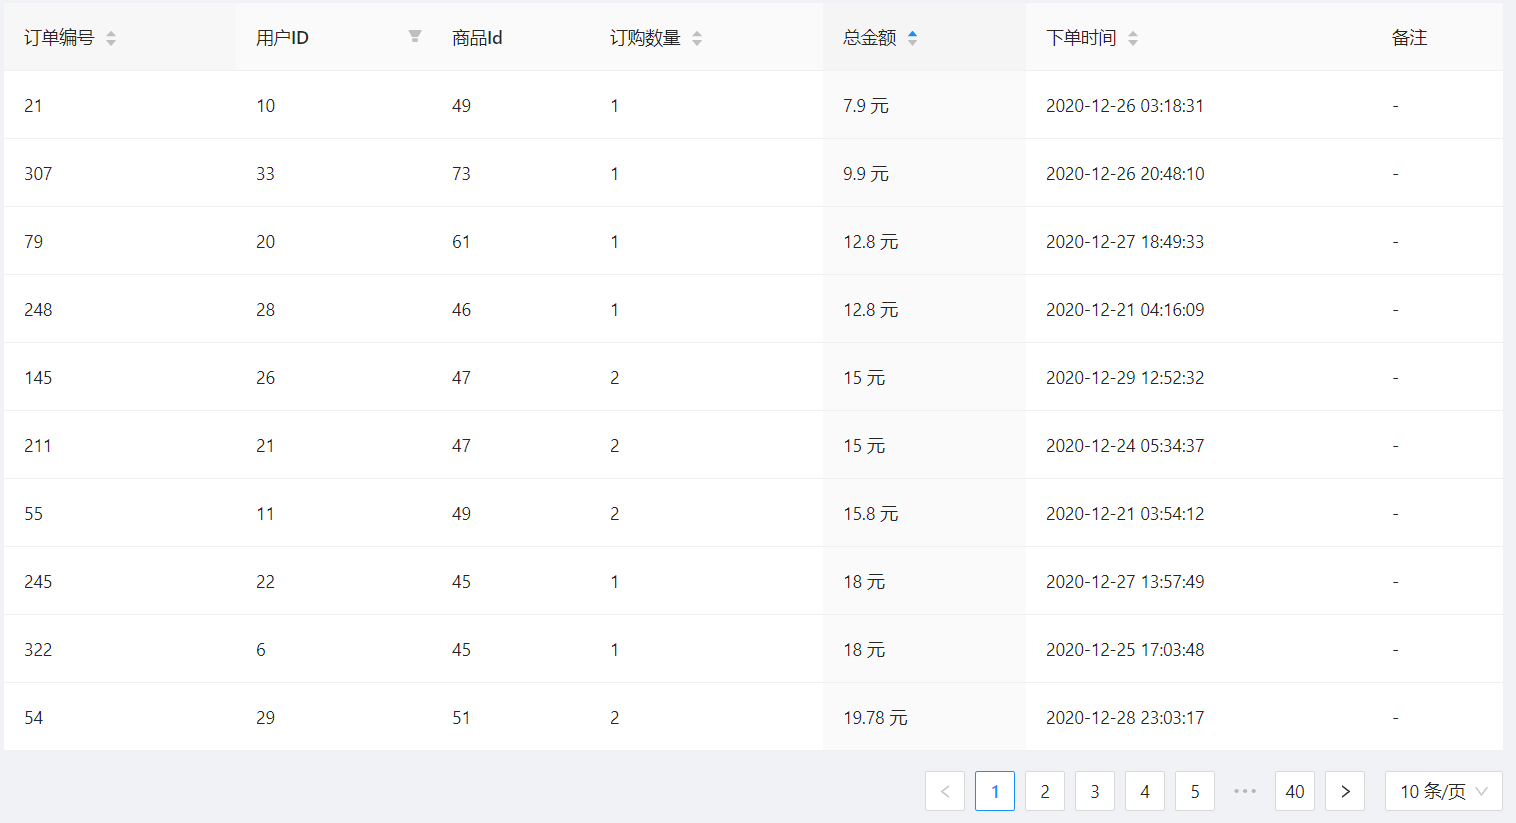 订单编号 用户ID 商品Id 订购数量 总金额 下单时间 备注
21 10 49 1 7.9 元 2020-12-26 03:18:31 -
307 33 73 1 9.9 元 2020-12-26 20:48:10 -
79 20 61 1 12.8 元 2020-12-27 18:49:33 -
248 28 46 1 12.8 元 2020-12-21 04:16:09 -
145 26 47 2 15 元 2020-12-29 12:52:32 -
211 21 47 2 15 元 2020-12-24 05:34:37 -
55 11 49 2 15.8 元 2020-12-21 03:54:12 -
245 22 45 1 18 元 2020-12-27 13:57:49 -
322 6 45 1 18 元 2020-12-25 17:03:48 -
54 29 51 2 19.78 元 2020-12-28 23:03:17 -
< 1 2 3 4 5 ••• 40 > 10 条/页